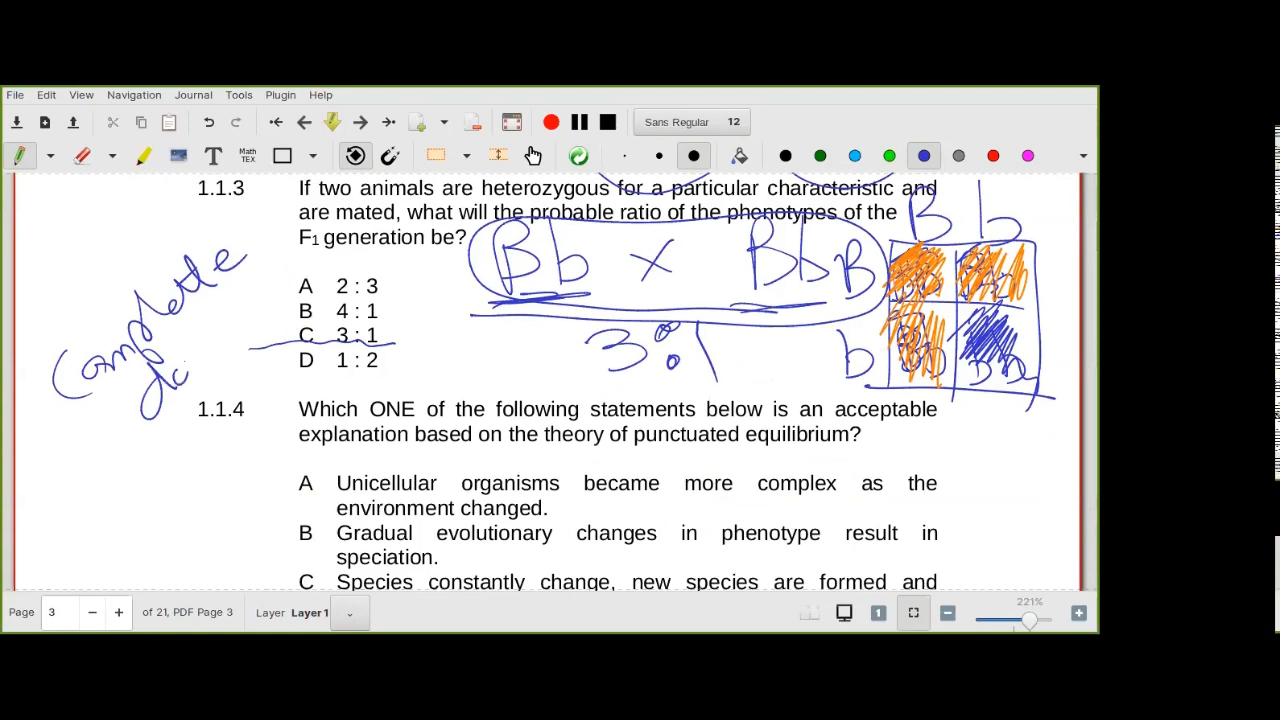 File Edit View Navigation Journal Tools Plugin Help
Sans Regular 12
Math TEX
1.1.3 If two animals are heterozygous for a particular characteristic and
are mated, what will the probable ratio of the phenotypes of the
F1 generation be?
B b
Bb x Bb
B
A 2 : 3
B 4 : 1
C 3 : 1
D 1 : 2
3 : 1
b
Complete
1.1.4 Which ONE of the following statements below is an acceptable
explanation based on the theory of punctuated equilibrium?
A Unicellular organisms became more complex as the
environment changed.
B Gradual evolutionary changes in phenotype result in
speciation.
C Species constantly change, new species are formed and
Page 3 of 21, PDF Page 3 Layer Layer1 1 221%